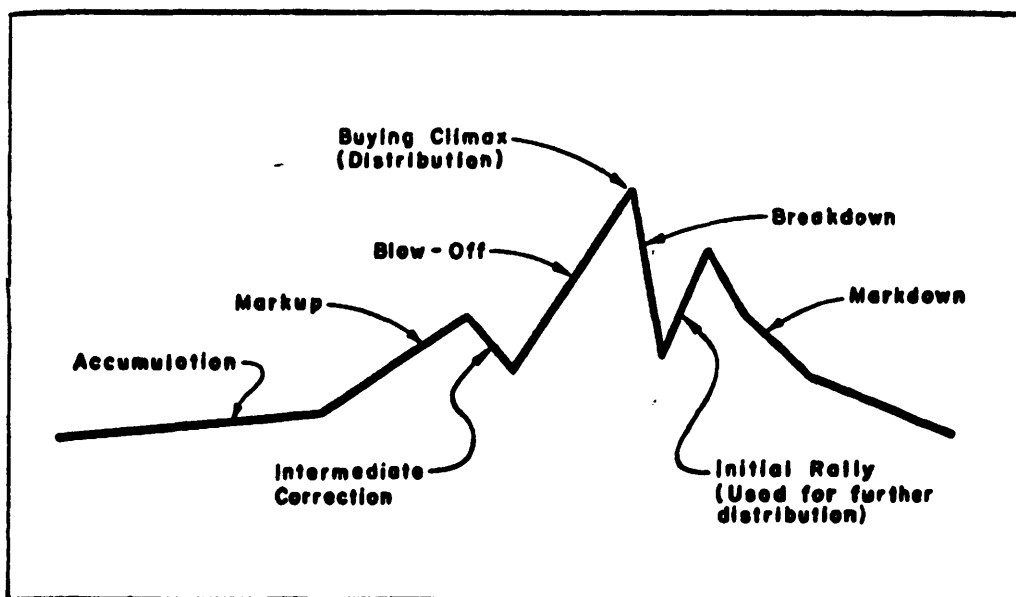 Buying Climax
(Distribution)
Breakdown
Blow-Off
Markup
Markdown
Accumulation
Intermediate
Correction
Initial Rally
(Used for further
distribution)